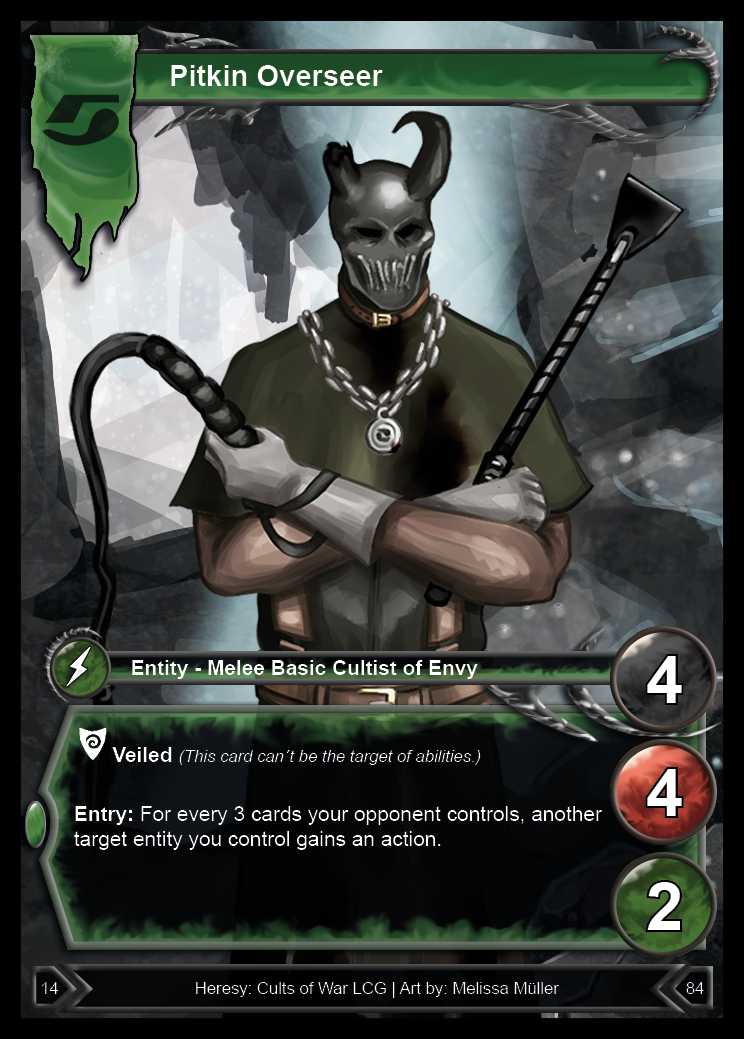 Pitkin Overseer
Entity - Melee Basic Cultist of Envy
4
Veiled (This card can´t be the target of abilities.)
4
Entry: For every 3 cards your opponent controls, another
target entity you control gains an action.
2
14
Heresy: Cults of War LCG | Art by: Melissa Müller
84